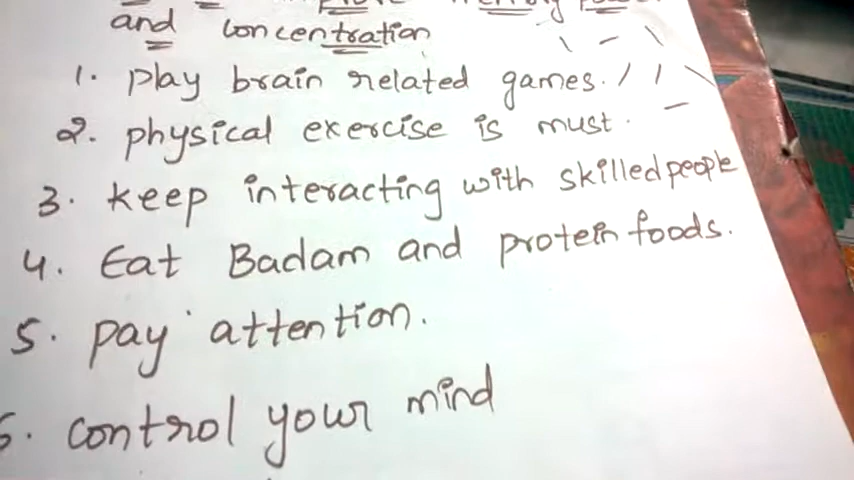 and concentration
1. play brain related games.
2. physical exercise is must.
3. keep interacting with skilled people
4. Eat Badam and protein foods.
5. pay attention.
6. control your mind